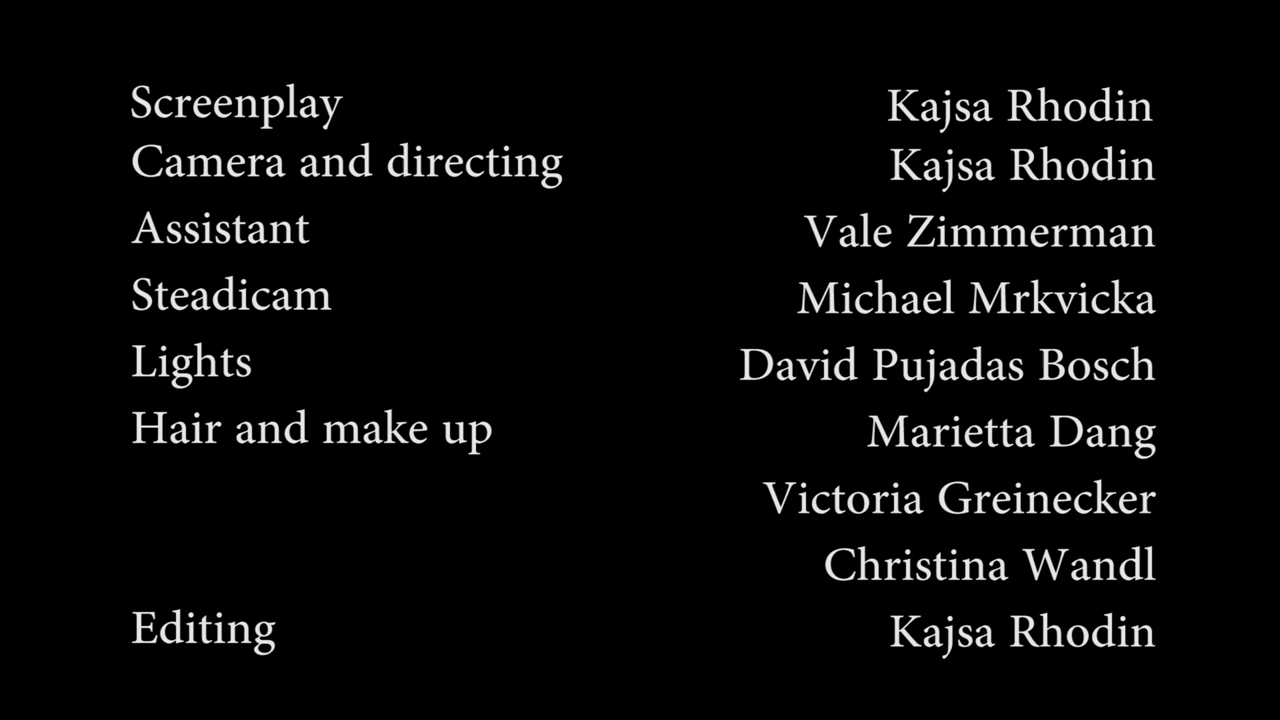 Screenplay Kajsa Rhodin
Camera and directing Kajsa Rhodin
Assistant Vale Zimmerman
Steadicam Michael Mrkvicka
Lights David Pujadas Bosch
Hair and make up Marietta Dang
Victoria Greinecker
Christina Wandl
Editing Kajsa Rhodin